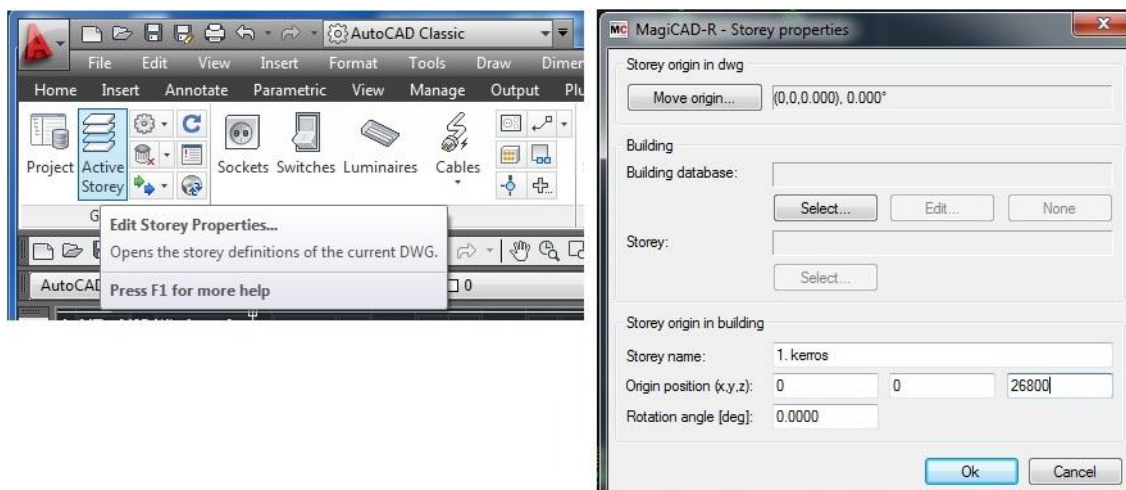 AutoCAD Classic
File Edit View Insert Format Tools Draw Dimen
Home Insert Annotate Parametric View Manage Output Plu
Project Active Storey Sockets Switches Luminaires Cables
G
Edit Storey Properties...
Opens the storey definitions of the current DWG.
Press F1 for more help
AutoCA
0
MC MagiCAD-R - Storey properties
Storey origin in dwg
Move origin... (0,0,0.000), 0.000°
Building
Building database:
Select... Edit... None
Storey:
Select...
Storey origin in building
Storey name: 1. kerros
Origin position (x,y,z): 0 0 26800
Rotation angle [deg]: 0.0000
Ok Cancel